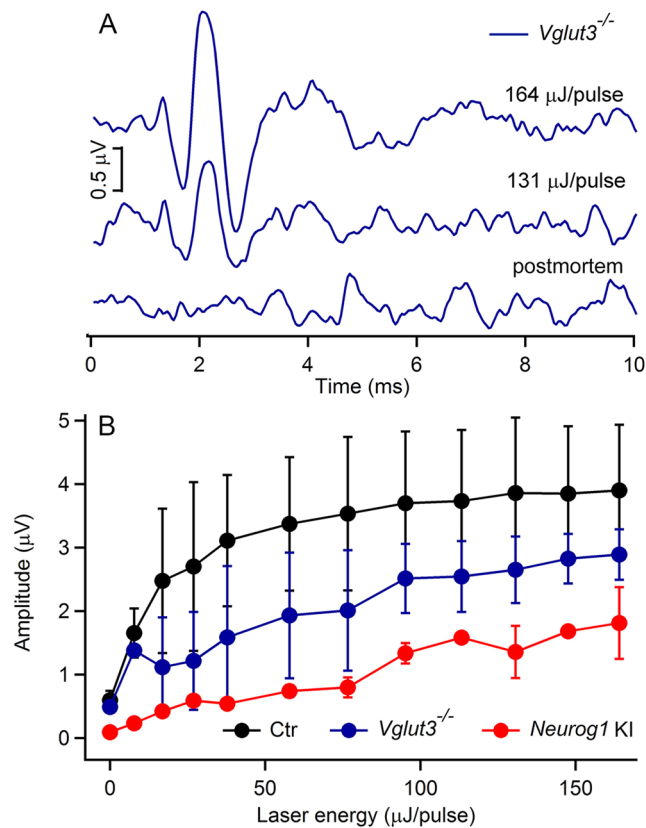 A
Vglut3-/-
164 μJ/pulse
0.5 μV
131 μJ/pulse
postmortem
0 2 4 6 8 10
Time (ms)
B
5
4
3
2
1
0
Amplitude (μV)
Ctr Vglut3-/- Neurog1 KI
0 50 100 150
Laser energy (μJ/pulse)